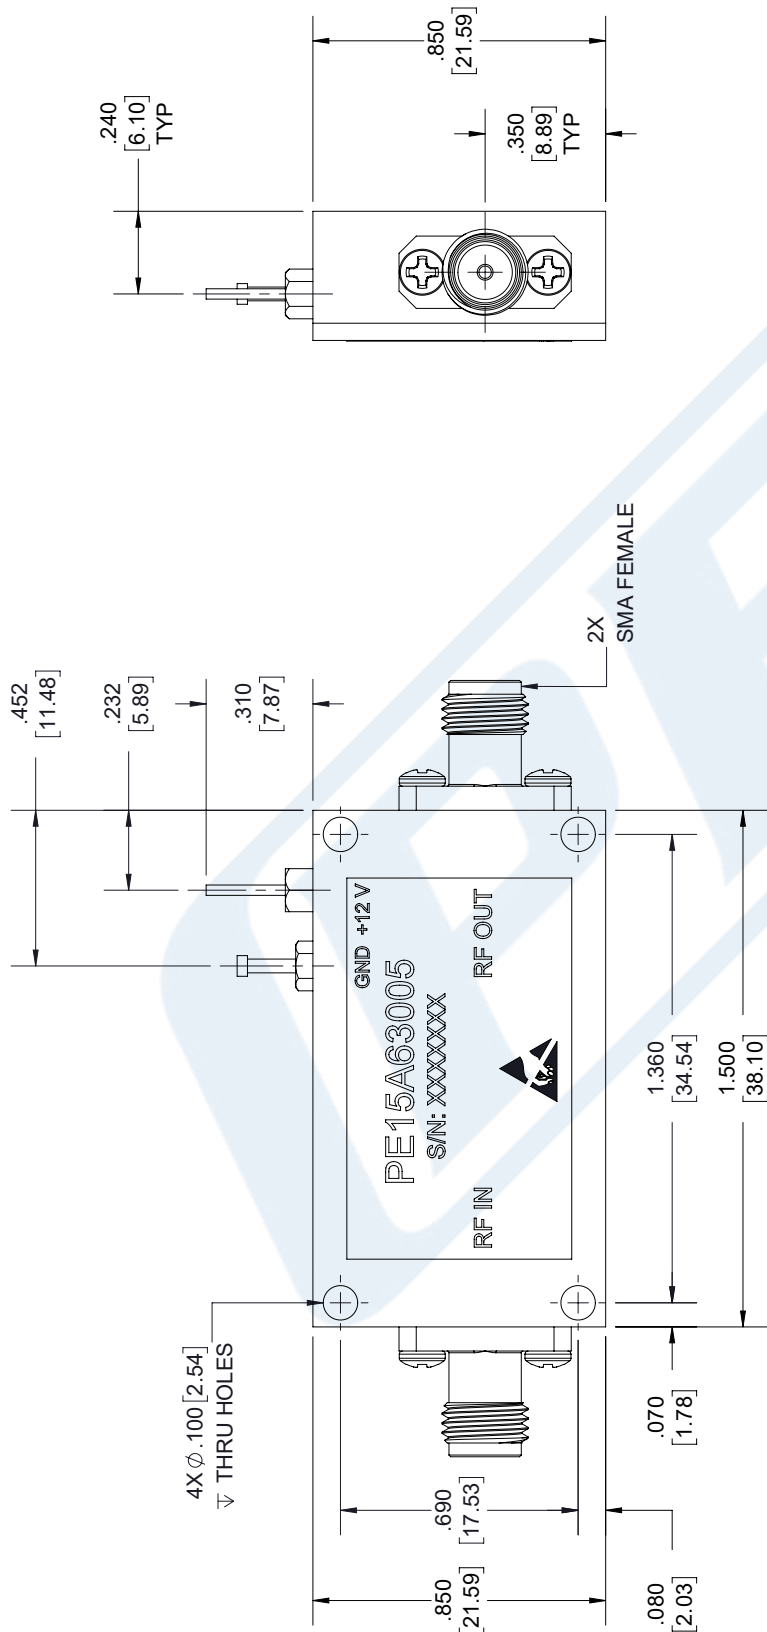 4X ⌀ .100 [2.54]
↧ THRU HOLES
.850
[21.59]
.690
[17.53]
.080
[2.03]
.070
[1.78]
1.360
[34.54]
1.500
[38.10]
.452
[11.48]
.232
[5.89]
.310
[7.87]
GND +12 V
PE15A63005
S/N: XXXXXXX
RF IN
RF OUT
2X
SMA FEMALE
.240
[6.10]
TYP
.850
[21.59]
.350
[8.89]
TYP